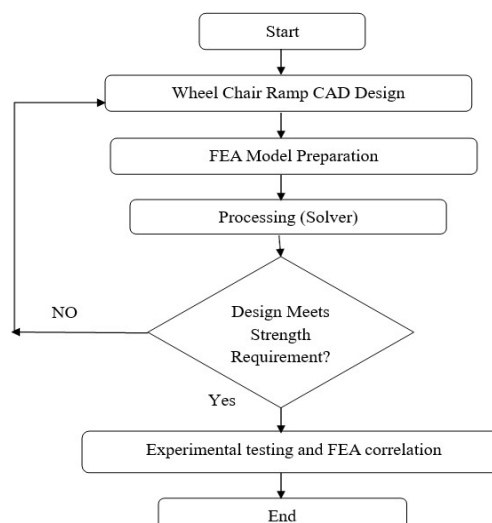 Start
Wheel Chair Ramp CAD Design
FEA Model Preparation
Processing (Solver)
Design Meets
Strength
Requirement?
NO
Yes
Experimental testing and FEA correlation
End